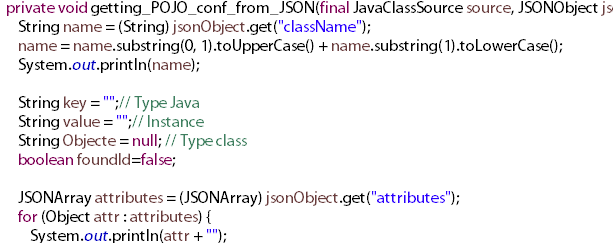 private void getting_POJO_conf_from_JSON(final JavaClassSource source, JSONObject js
String name = (String) jsonObject.get("className");
name = name.substring(0, 1).toUpperCase() + name.substring(1).toLowerCase();
System.out.println(name);
String key = "";// Type Java
String value = "";// Instance
String Objecte = null; // Type class
boolean foundId=false;
JSONArray attributes = (JSONArray) jsonObject.get("attributes");
for (Object attr : attributes) {
System.out.println(attr + "");